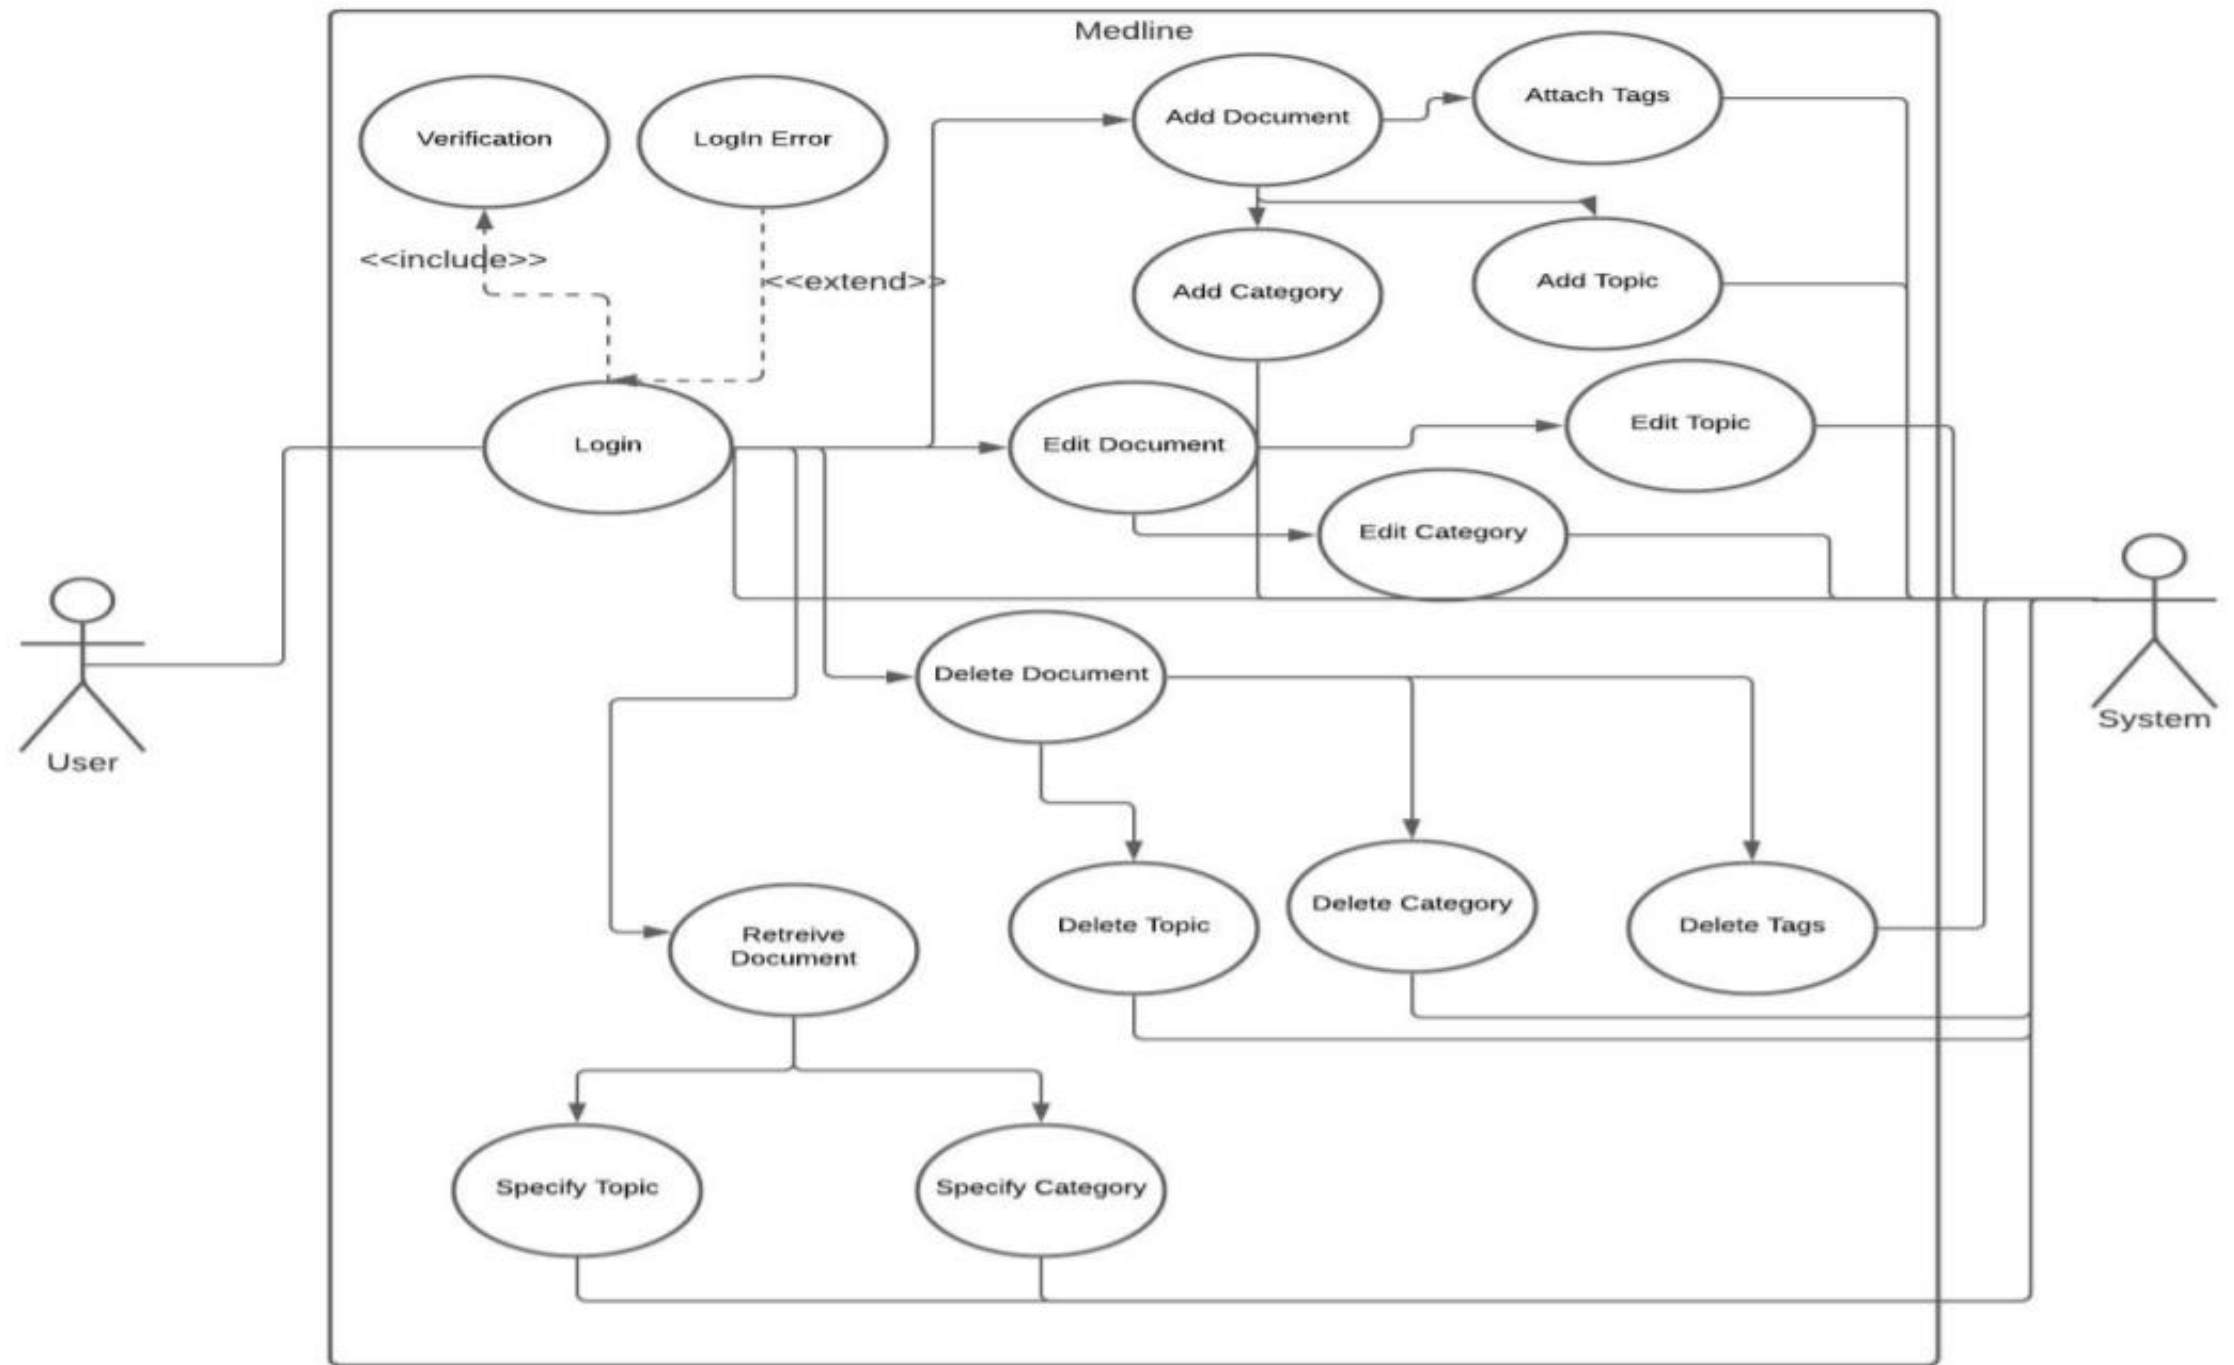 Medline
Verification
LogIn Error
Add Document
Attach Tags
<<include>>
<<extend>>
Add Category
Add Topic
Login
Edit Document
Edit Topic
Edit Category
User
System
Delete Document
Retreive
Document
Delete Topic
Delete Category
Delete Tags
Specify Topic
Specify Category